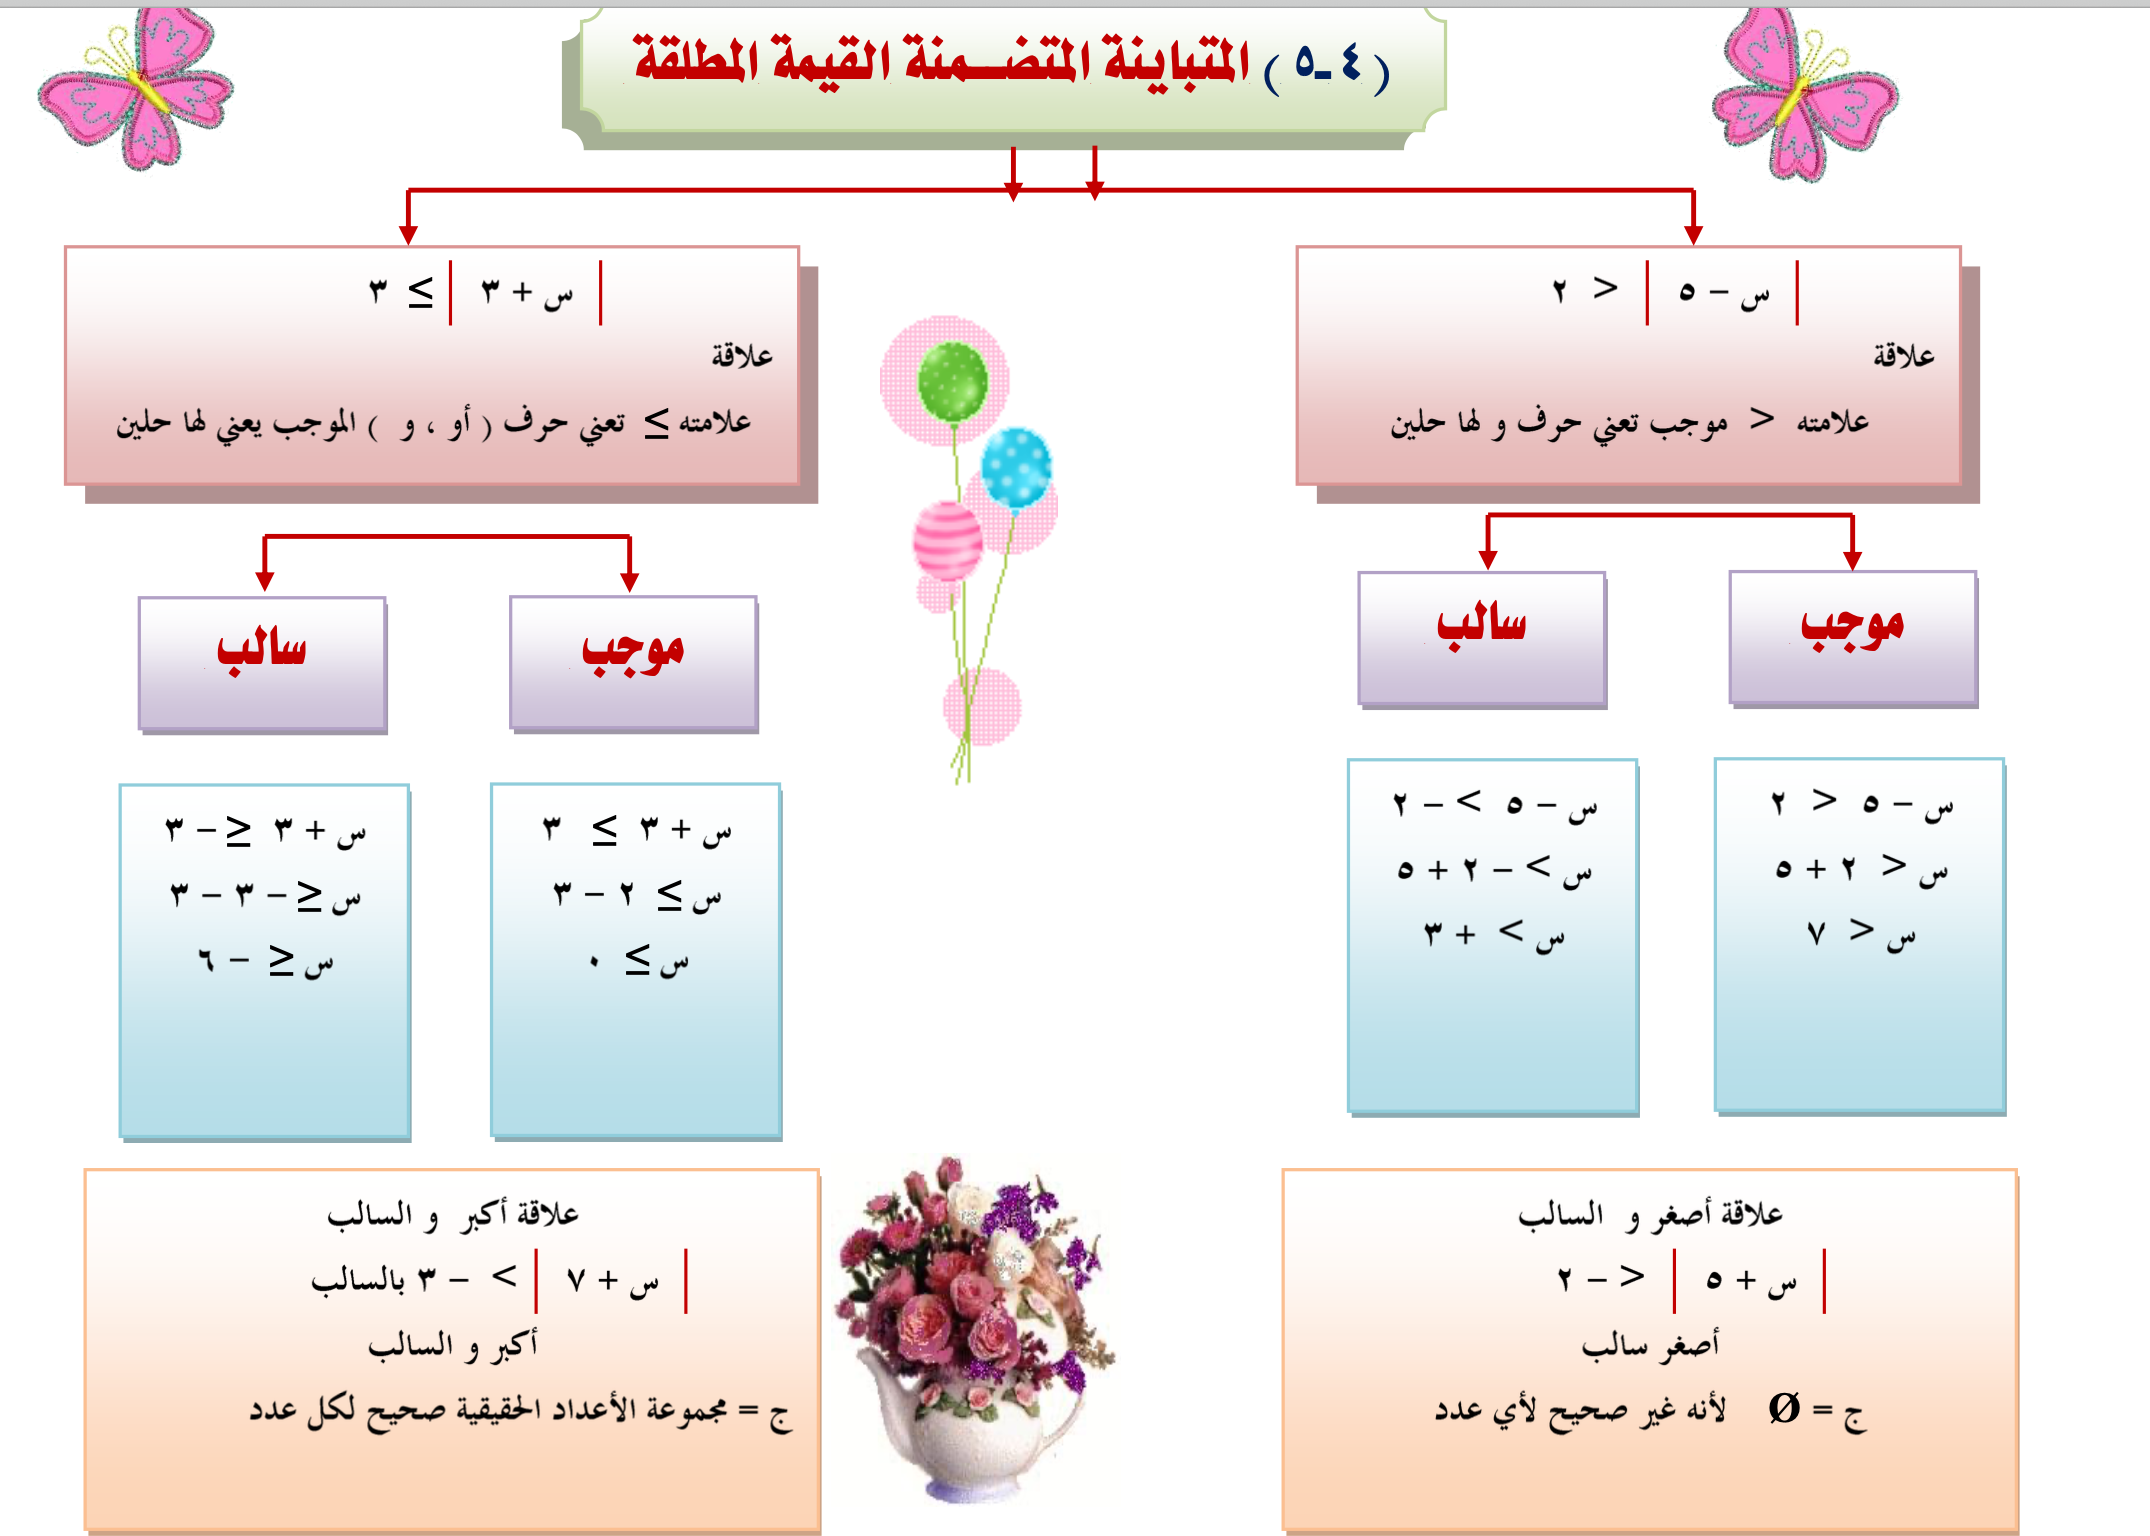 ( ٤ـ٥ ) المتباينة المتضمنة القيمة المطلقة
| س – ٥ | < ٢
علاقة
علامته < موجب تعني حرف و لها حلين
| س + ٣ | ≥ ٣
علاقة
علامته ≥ تعني حرف ( أو ، و ) الموجب يعني لها حلين
موجب
سالب
موجب
سالب
س – ٥ < ٢
س < ٢ + ٥
س < ٧
س – ٥ > – ٢
س > – ٢ + ٥
س > + ٣
س + ٣ ≥ ٣
س ≥ ٢ – ٣
س ≥ ٠
س + ٣ ≤ – ٣
س ≤ – ٣ – ٣
س ≤ – ٦
علاقة أصغر و السالب
| س + ٥ | < – ٢
أصغر سالب
ج = Ø لأنه غير صحيح لأي عدد
علاقة أكبر و السالب
| س + ٧ | > – ٣ بالسالب
أكبر و السالب
ج = مجموعة الأعداد الحقيقية صحيح لكل عدد